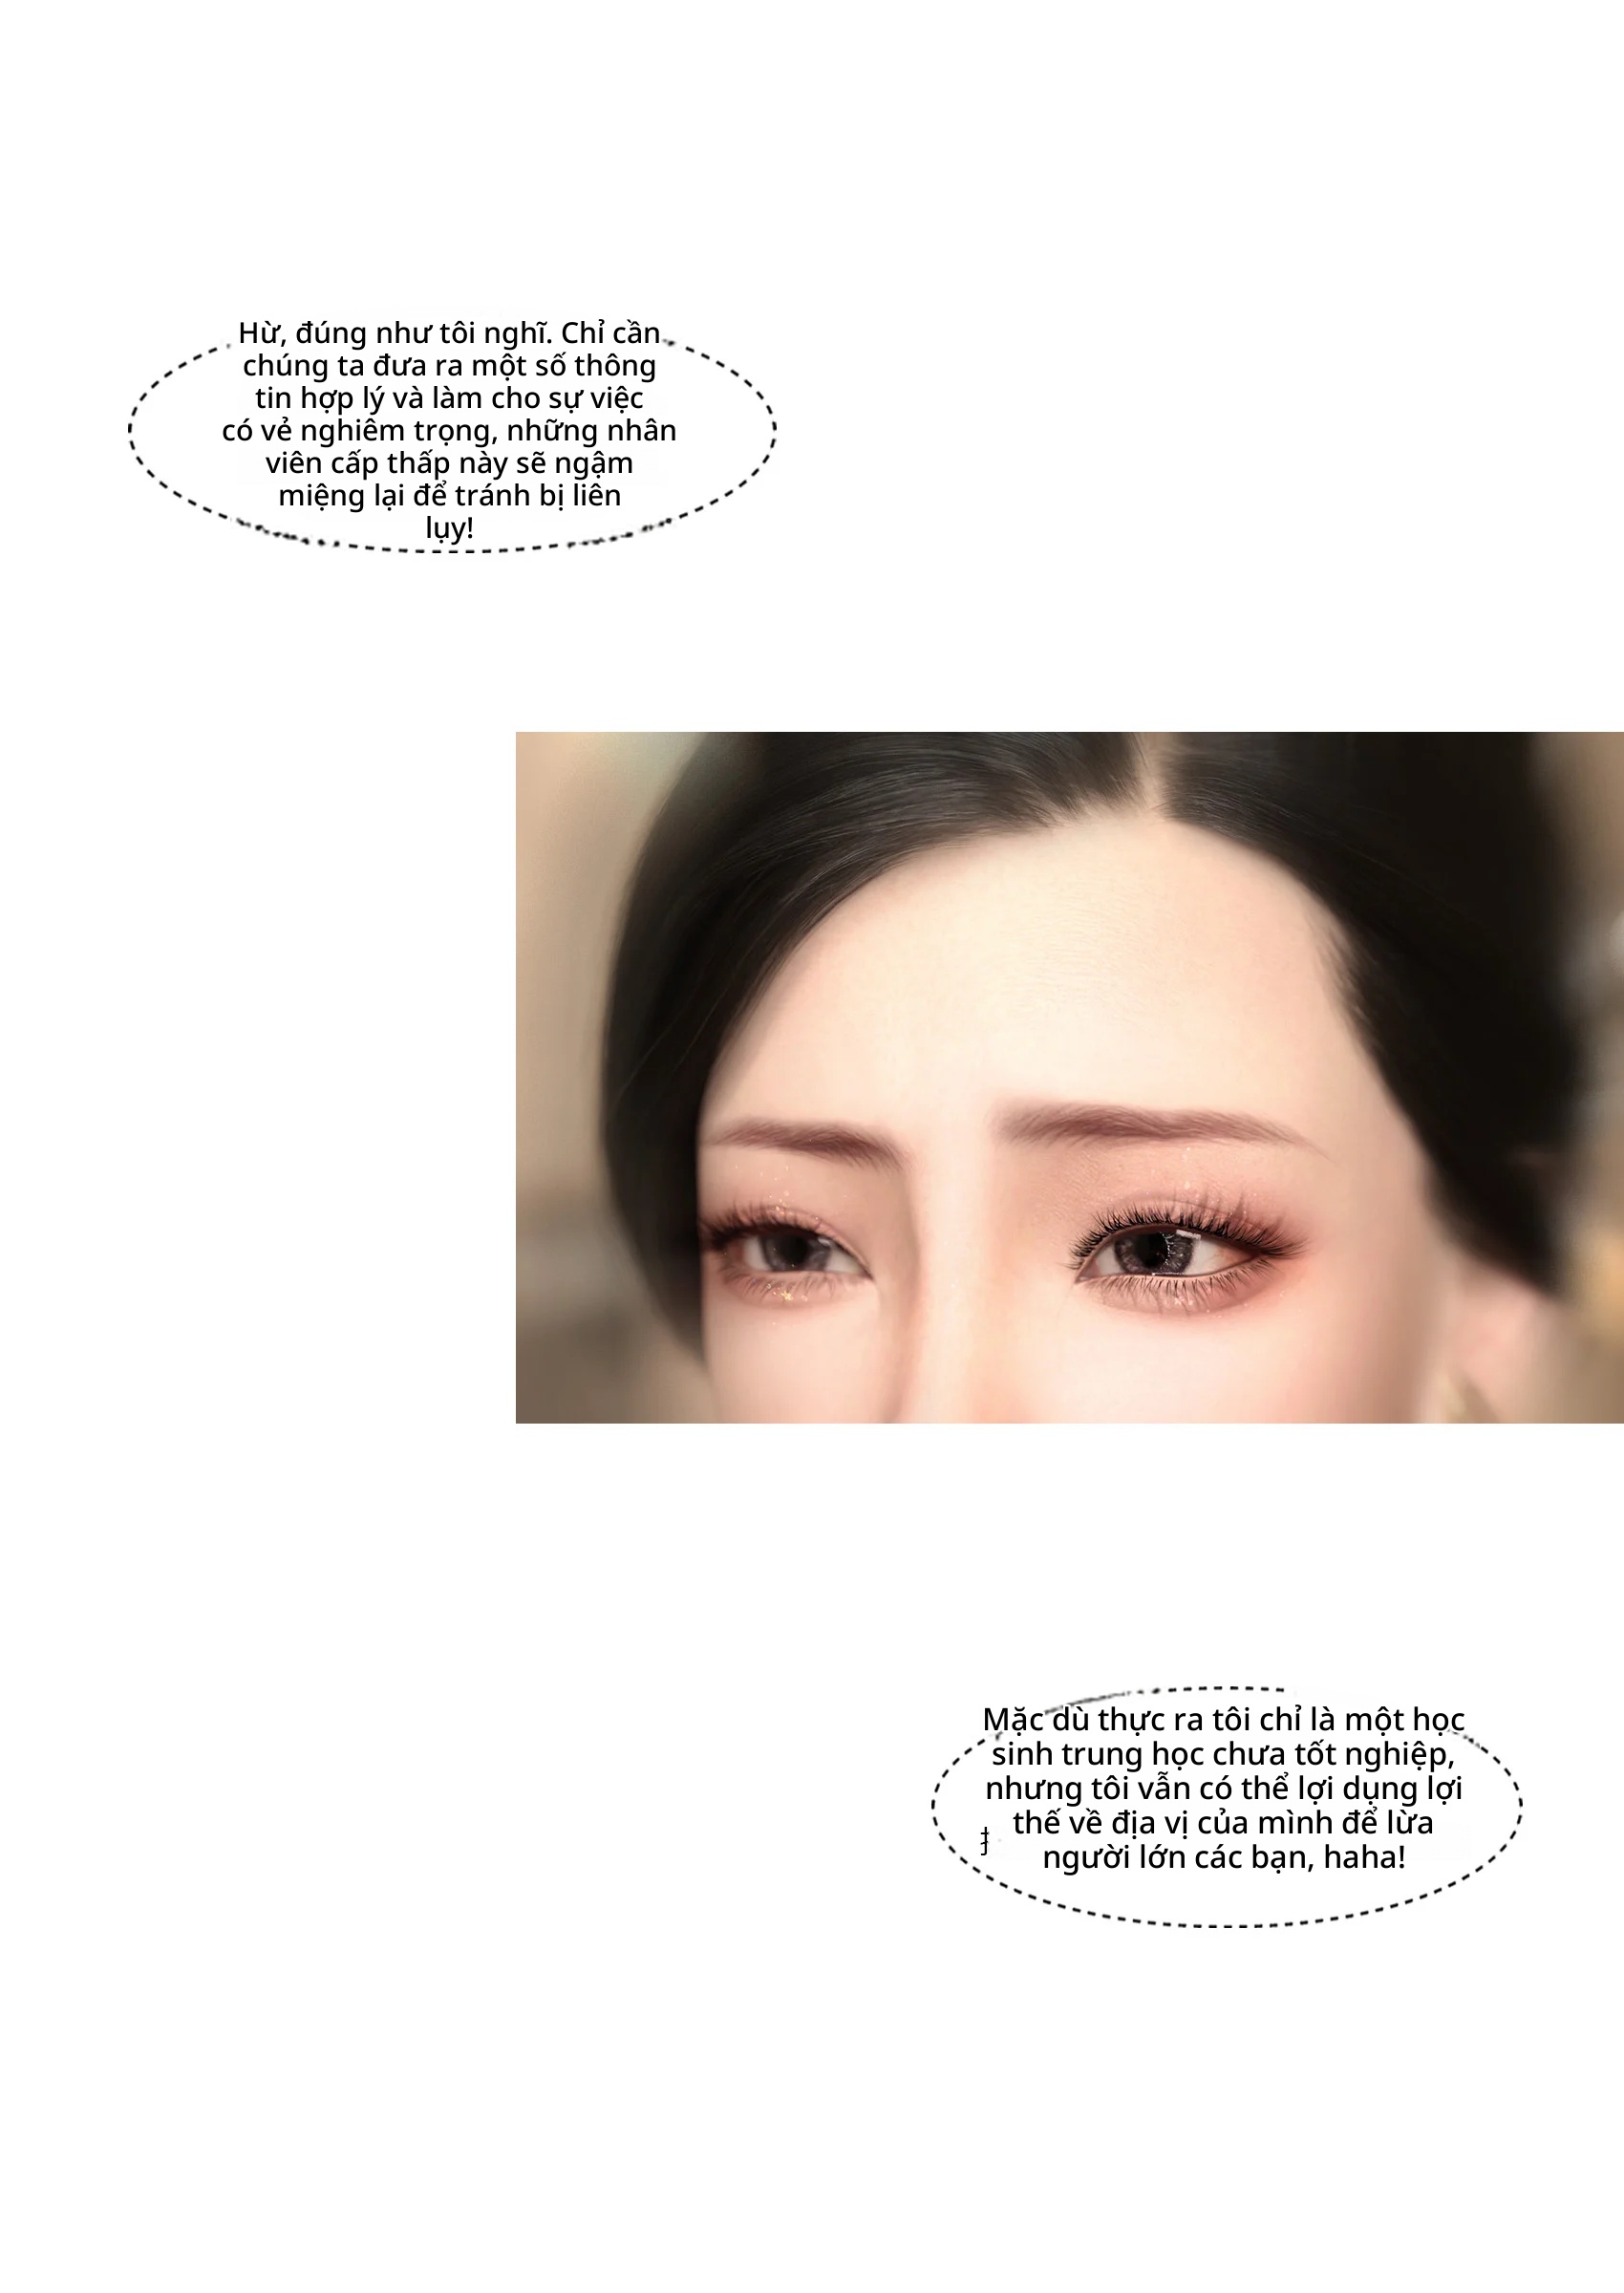 Hừ, đúng như tôi nghĩ. Chỉ cần
chúng ta đưa ra một số thông
tin hợp lý và làm cho sự việc
có vẻ nghiêm trọng, những nhân
viên cấp thấp này sẽ ngậm
miệng lại để tránh bị liên
lụy!
Mặc dù thực ra tôi chỉ là một học
sinh trung học chưa tốt nghiệp,
nhưng tôi vẫn có thể lợi dụng lợi
thế về địa vị của mình để lừa
người lớn các bạn, haha!